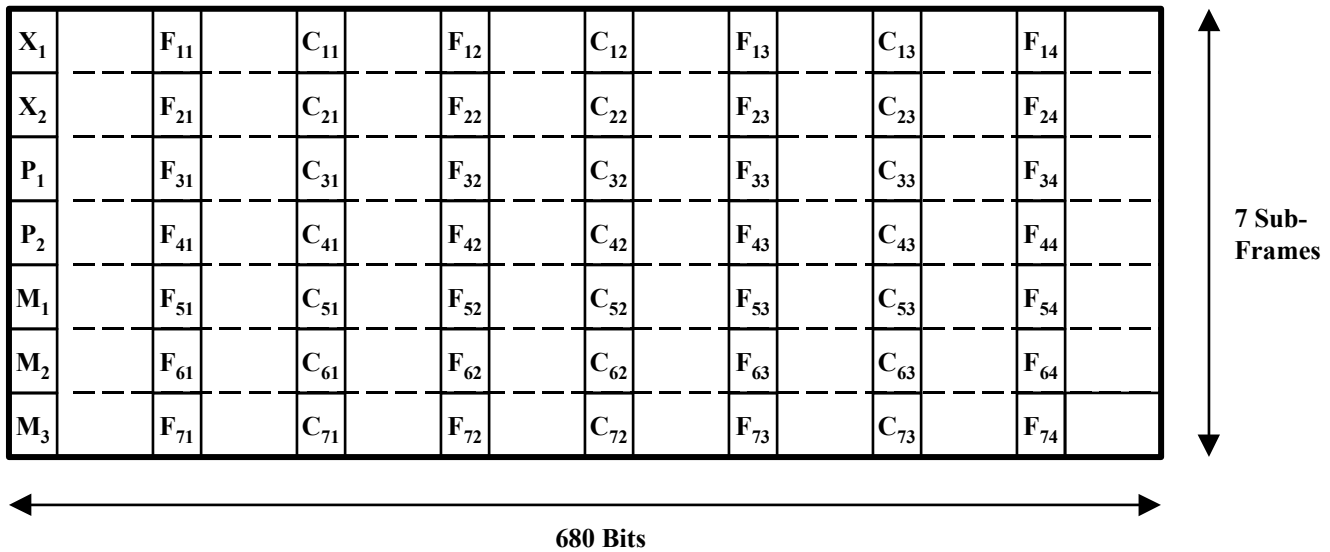 X₁ F₁₁ C₁₁ F₁₂ C₁₂ F₁₃ C₁₃ F₁₄
X₂ F₂₁ C₂₁ F₂₂ C₂₂ F₂₃ C₂₃ F₂₄
P₁ F₃₁ C₃₁ F₃₂ C₃₂ F₃₃ C₃₃ F₃₄
P₂ F₄₁ C₄₁ F₄₂ C₄₂ F₄₃ C₄₃ F₄₄
M₁ F₅₁ C₅₁ F₅₂ C₅₂ F₅₃ C₅₃ F₅₄
M₂ F₆₁ C₆₁ F₆₂ C₆₂ F₆₃ C₆₃ F₆₄
M₃ F₇₁ C₇₁ F₇₂ C₇₂ F₇₃ C₇₃ F₇₄
7 Sub-
Frames
680 Bits